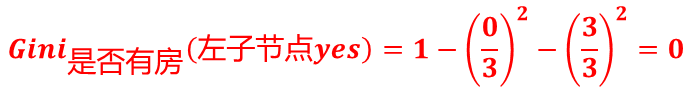 Gini是否有房(左子节点yes) = 1 − (0/3)² − (3/3)² = 0